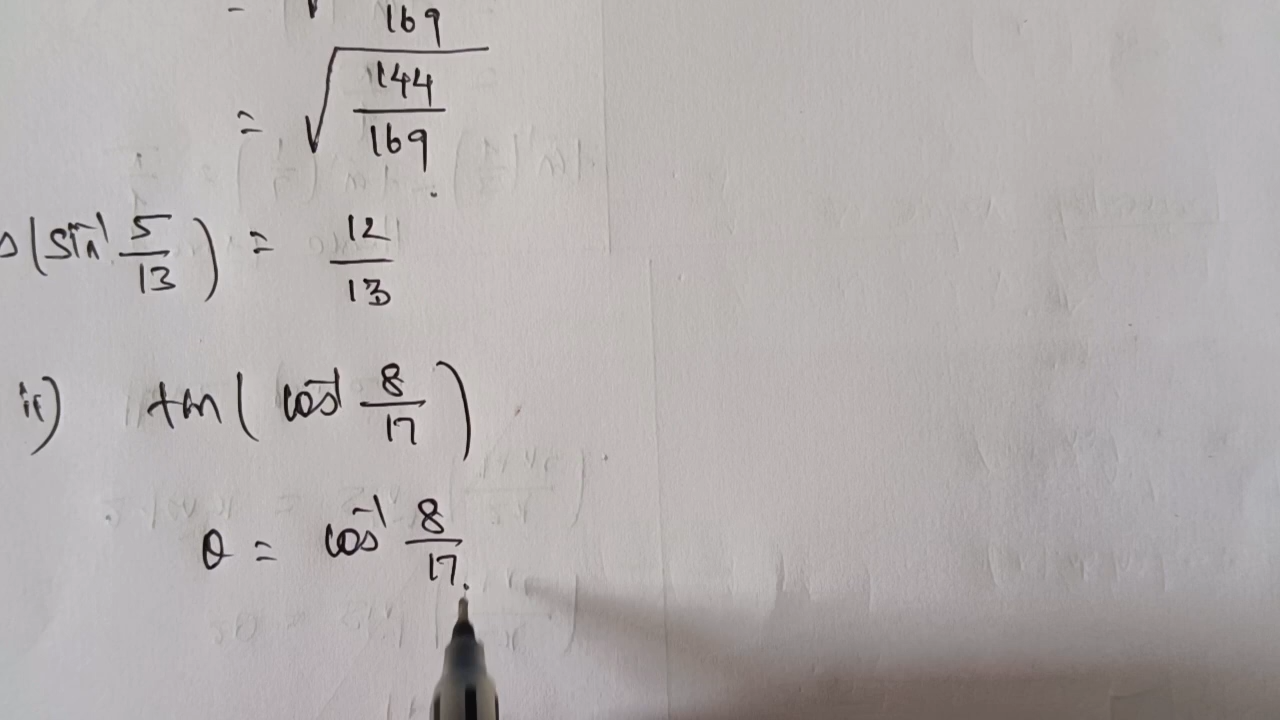 = √ 169
= √(144/169)
s(sin⁻¹ 5/13) = 12/13
ii) tan(cos⁻¹ 8/17)
θ = cos⁻¹ 8/17.